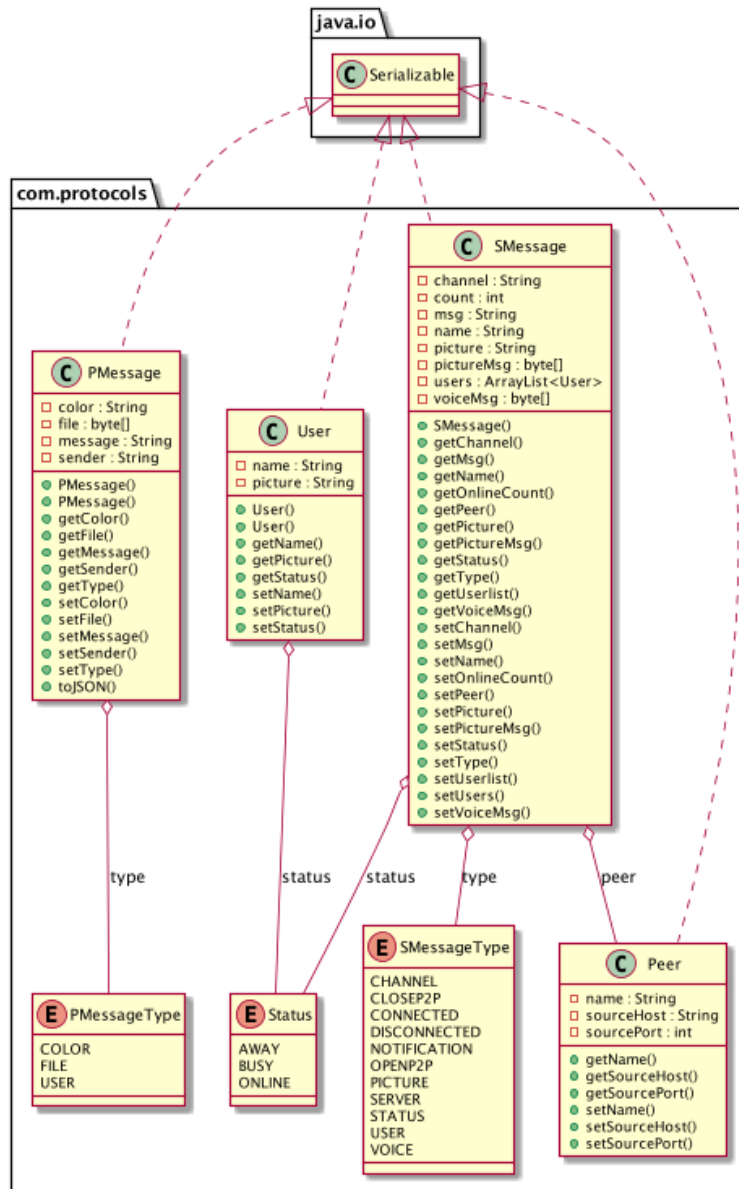 java.io
C Serializable
com.protocols
C SMessage
channel : String
count : int
msg : String
name : String
picture : String
pictureMsg : byte[]
users : ArrayList<User>
voiceMsg : byte[]
SMessage()
getChannel()
getMsg()
getName()
getOnlineCount()
getPeer()
getPicture()
getPictureMsg()
getStatus()
getType()
getUserlist()
getVoiceMsg()
setChannel()
setMsg()
setName()
setOnlineCount()
setPeer()
setPicture()
setPictureMsg()
setStatus()
setType()
setUserlist()
setUsers()
setVoiceMsg()
C PMessage
color : String
file : byte[]
message : String
sender : String
PMessage()
PMessage()
getColor()
getFile()
getMessage()
getSender()
getType()
setColor()
setFile()
setMessage()
setSender()
setType()
toJSON()
C User
name : String
picture : String
User()
User()
getName()
getPicture()
getStatus()
setName()
setPicture()
setStatus()
type
status
status
type
peer
E PMessageType
COLOR
FILE
USER
E Status
AWAY
BUSY
ONLINE
E SMessageType
CHANNEL
CLOSEP2P
CONNECTED
DISCONNECTED
NOTIFICATION
OPENP2P
PICTURE
SERVER
STATUS
USER
VOICE
C Peer
name : String
sourceHost : String
sourcePort : int
getName()
getSourceHost()
getSourcePort()
setName()
setSourceHost()
setSourcePort()